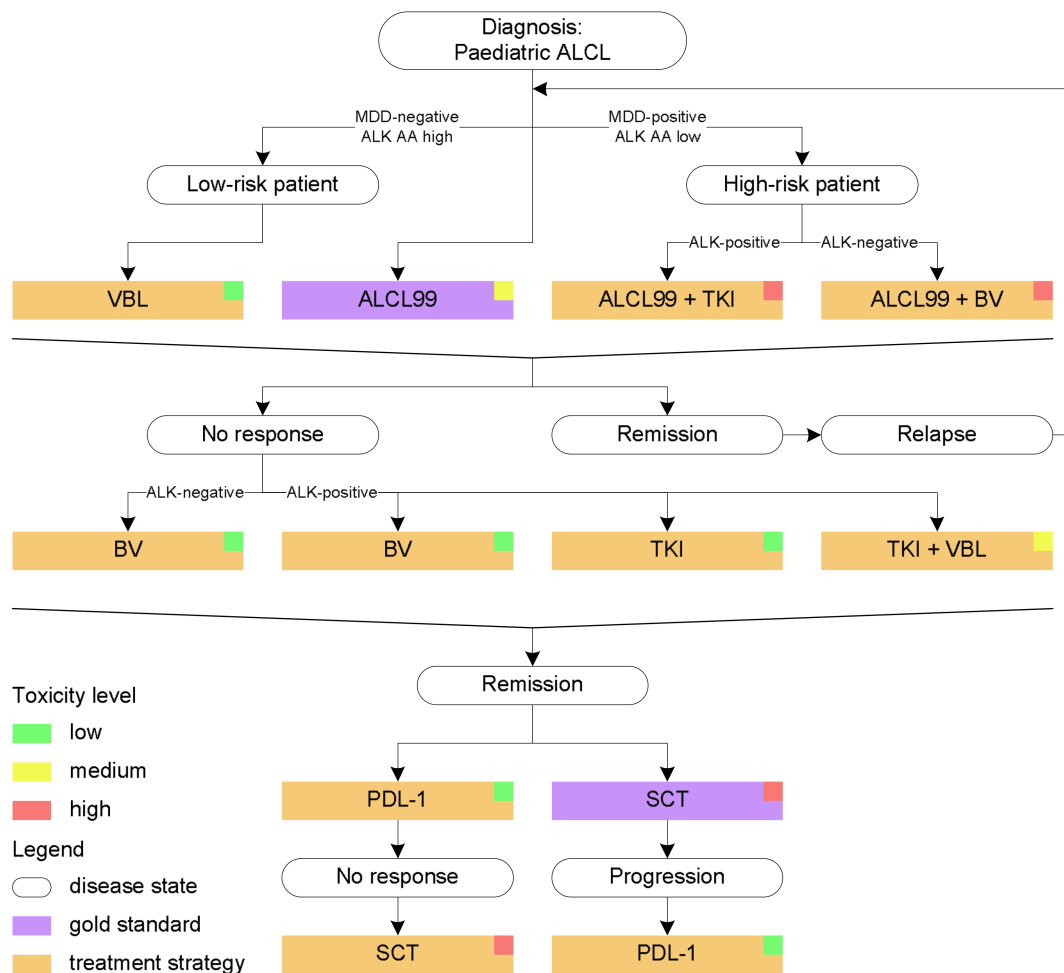 Diagnosis:
Paediatric ALCL
MDD-negative
ALK AA high
MDD-positive
ALK AA low
Low-risk patient
High-risk patient
ALK-positive
ALK-negative
VBL
ALCL99
ALCL99 + TKI
ALCL99 + BV
No response
Remission
Relapse
ALK-negative
ALK-positive
BV
BV
TKI
TKI + VBL
Remission
Toxicity level
low
medium
high
PDL-1
SCT
Legend
disease state
gold standard
treatment strategy
No response
Progression
SCT
PDL-1